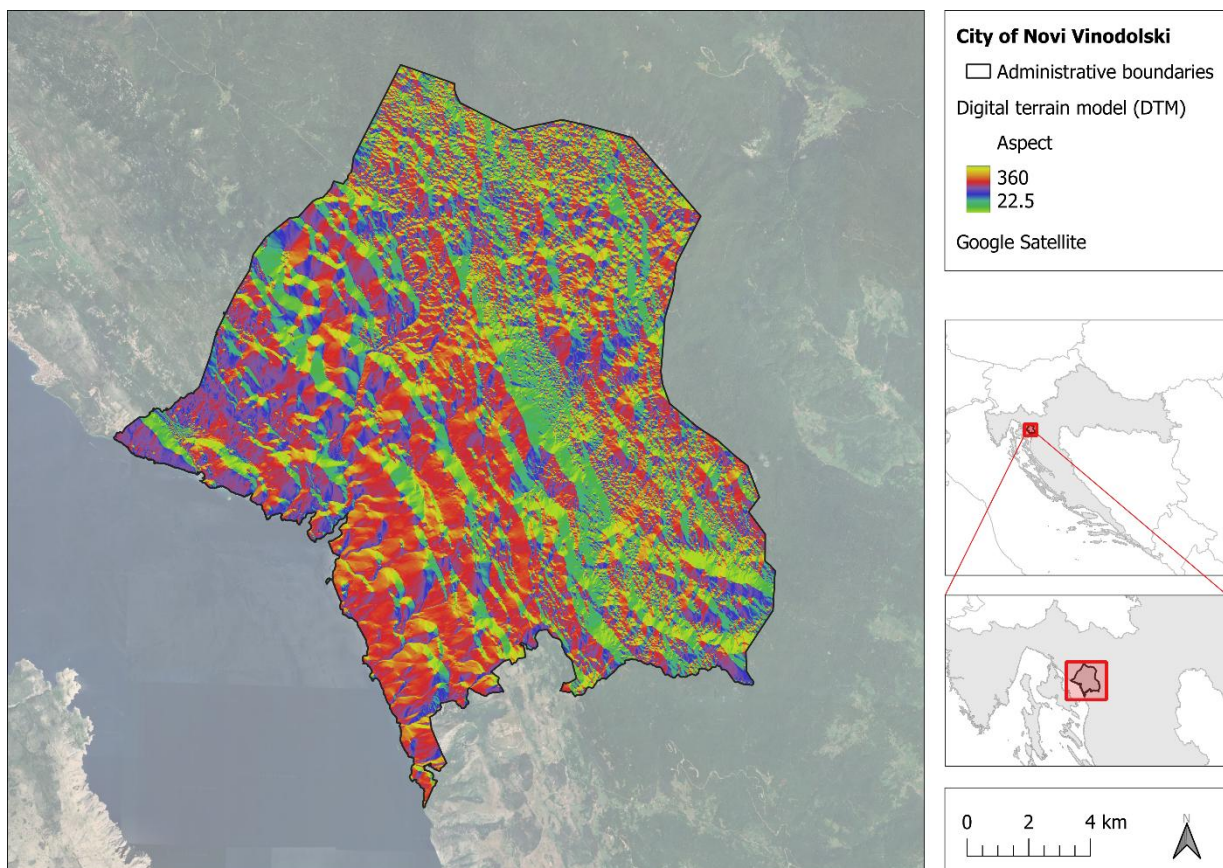 City of Novi Vinodolski
Administrative boundaries
Digital terrain model (DTM)
Aspect
360
22.5
Google Satellite
0 2 4 km
N